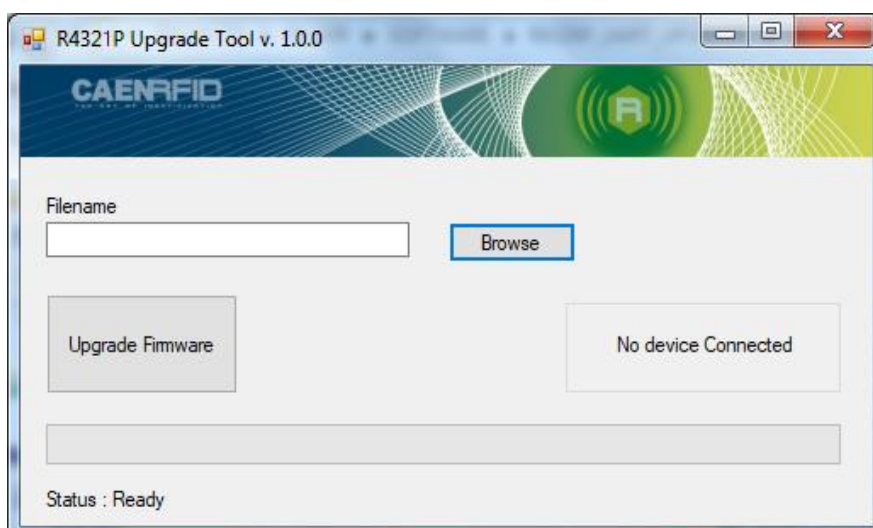 R4321P Upgrade Tool v. 1.0.0
CAENRFID
Filename
Browse
Upgrade Firmware
No device Connected
Status : Ready